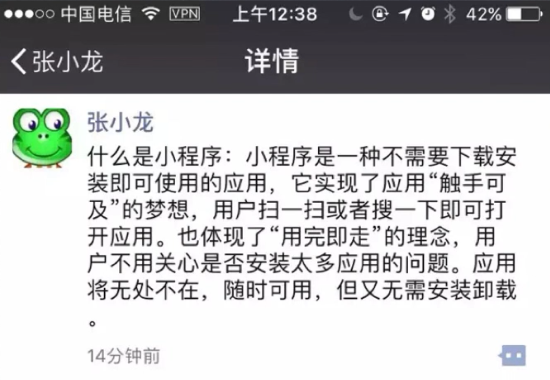 中国电信 VPN 上午12:38 42%
张小龙 详情
张小龙
什么是小程序：小程序是一种不需要下载安
装即可使用的应用，它实现了应用“触手可
及”的梦想，用户扫一扫或者搜一下即可打
开应用。也体现了“用完即走”的理念，用
户不用关心是否安装太多应用的问题。应用
将无处不在，随时可用，但又无需安装卸载
。
14分钟前